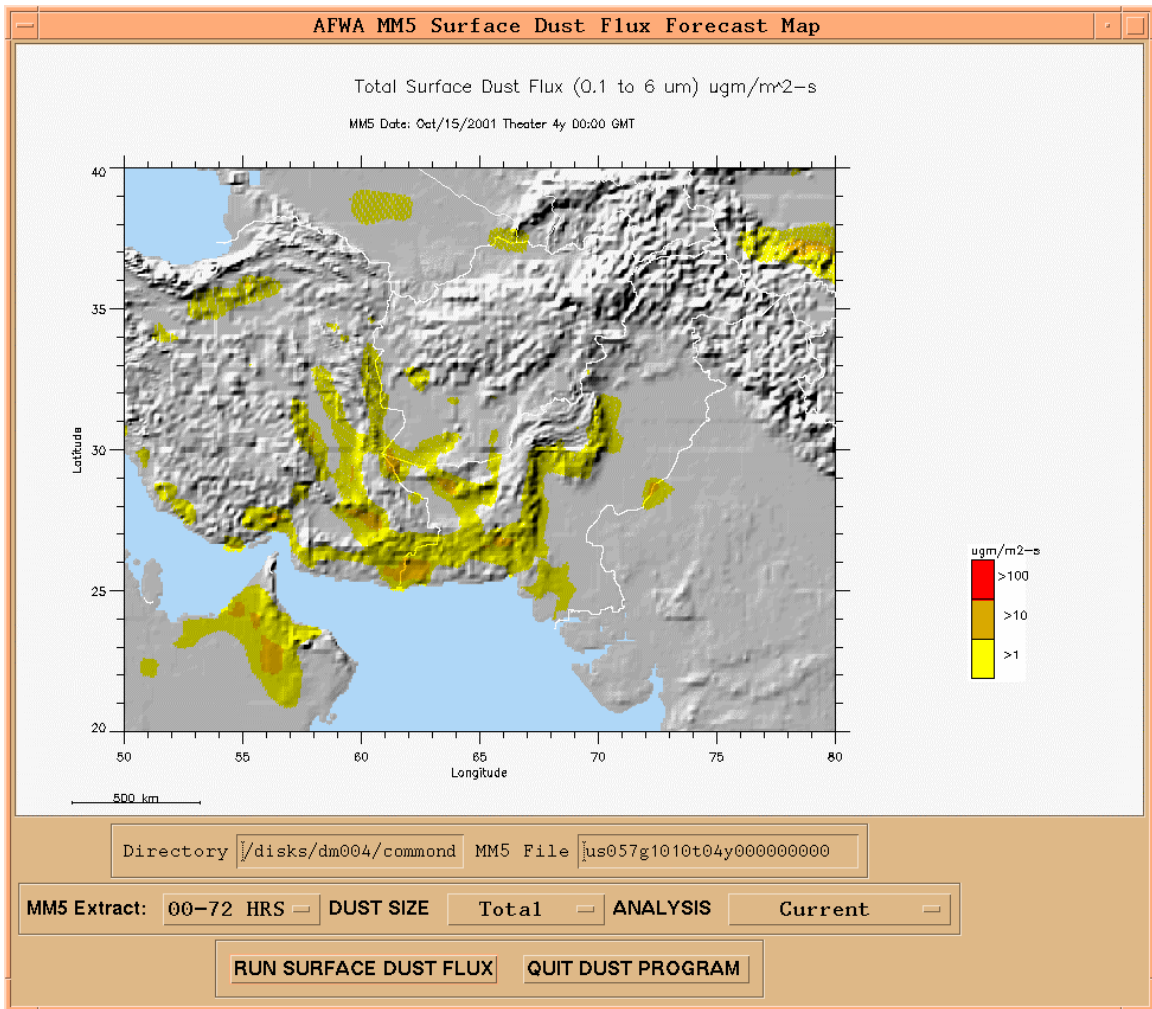 AFWA MM5 Surface Dust Flux Forecast Map
Total Surface Dust Flux (0.1 to 6 um) ugm/m^2-s
MM5 Date: Oct/15/2001 Theater 4y 00:00 GMT
40
35
30
25
20
Latitude
50 55 60 65 70 75 80
Longitude
500 km
ugm/m2-s
>100
>10
>1
Directory /disks/dm004/commond MM5 File us057g1010t04y000000000
MM5 Extract: 00-72 HRS DUST SIZE Total ANALYSIS Current
RUN SURFACE DUST FLUX QUIT DUST PROGRAM